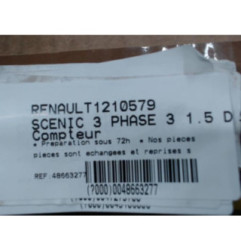 RENAULT1210579
SCENIC 3 PHASE 3 1.5 D
Compteur
* Preparation sous 72h * Nos pieces
pieces sont echangees et reprises s
REF.48663277
(7000)0048663277